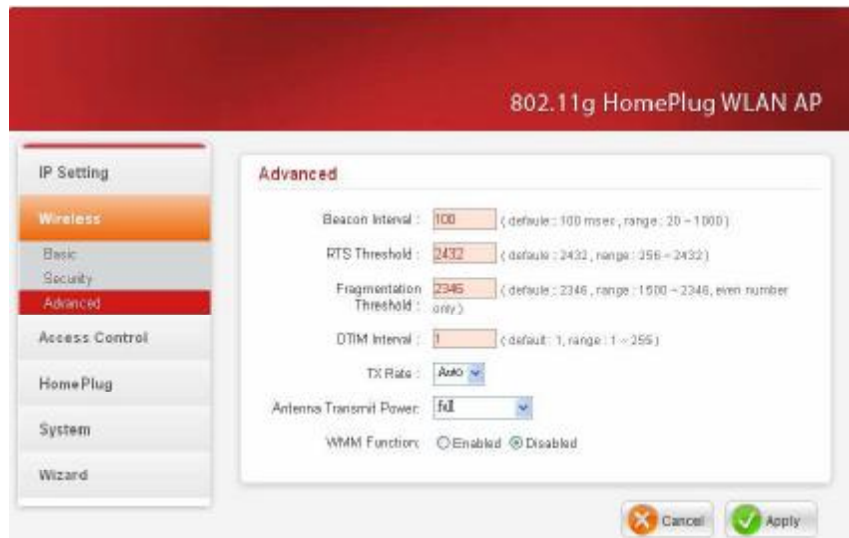 802.11g HomePlug WLAN AP
IP Setting
Wireless
Basic
Security
Advanced
Access Control
HomePlug
System
Wizard
Advanced
Beacon Interval : 100 ( defaule : 100 msec , range : 20 ~ 1000 )
RTS Threshold : 2432 ( defaule : 2432 , range : 256 ~ 2432 )
Fragmentation Threshold : 2346 ( defaule : 2346 , range : 1500 ~ 2346, even number only )
DTIM Interval : 1 ( default : 1, range : 1 ~ 255 )
TX Rate : Auto
Antenna Transmit Power: full
WMM Function: Enabled Disabled
Cancel Apply